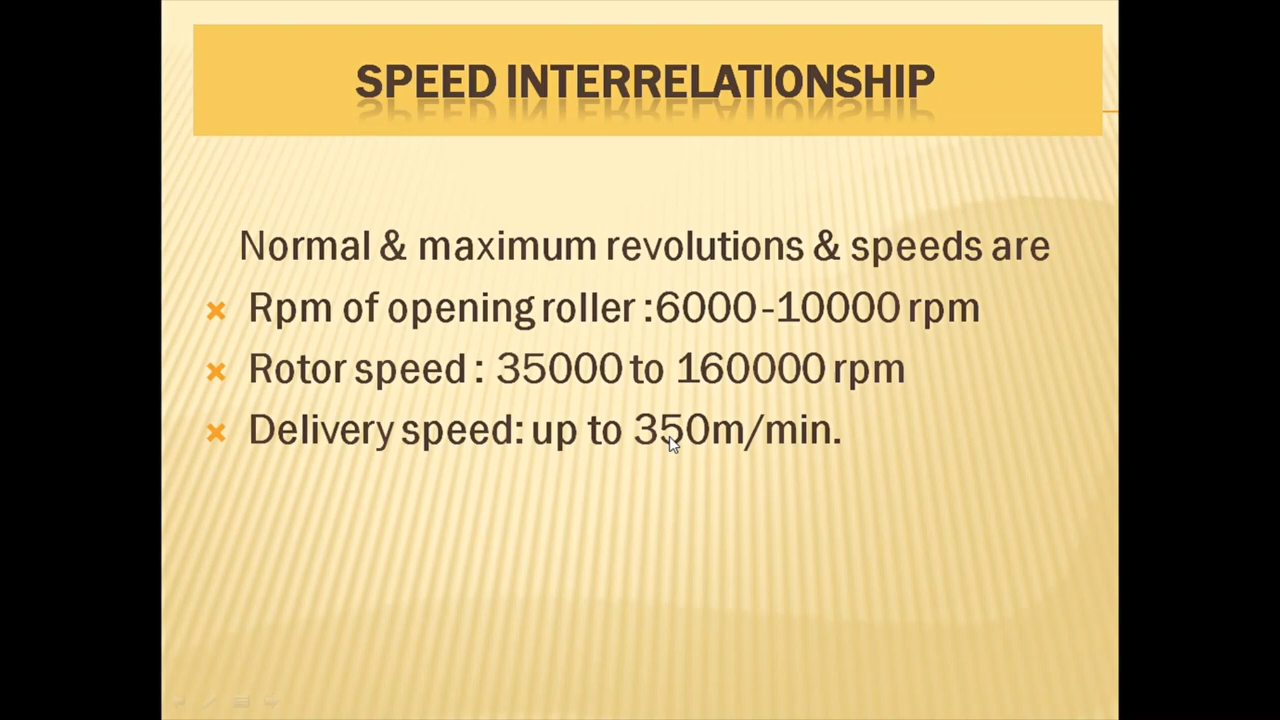 SPEED INTERRELATIONSHIP
Normal & maximum revolutions & speeds are
Rpm of opening roller :6000-10000 rpm
Rotor speed : 35000 to 160000 rpm
Delivery speed: up to 350m/min.